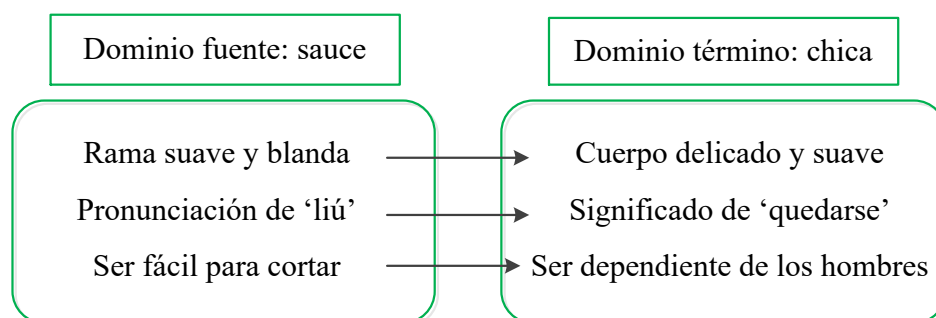 Dominio fuente: sauce
Dominio término: chica
Rama suave y blanda
Cuerpo delicado y suave
Pronunciación de ‘liú’
Significado de ‘quedarse’
Ser fácil para cortar
Ser dependiente de los hombres